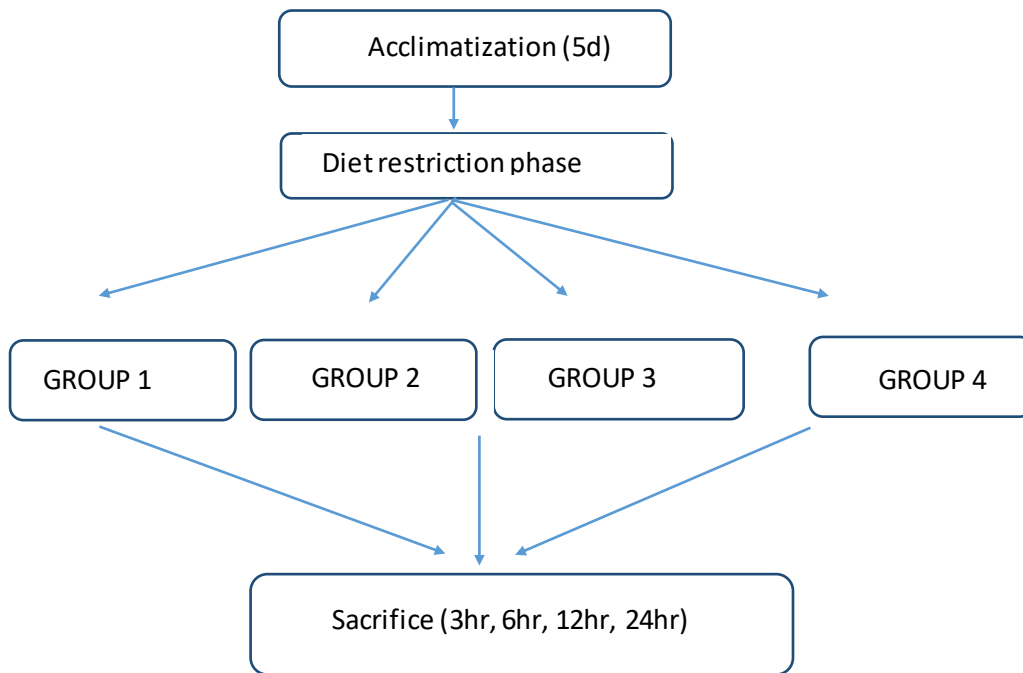 Acclimatization (5d)
Diet restriction phase
GROUP 1
GROUP 2
GROUP 3
GROUP 4
Sacrifice (3hr, 6hr, 12hr, 24hr)